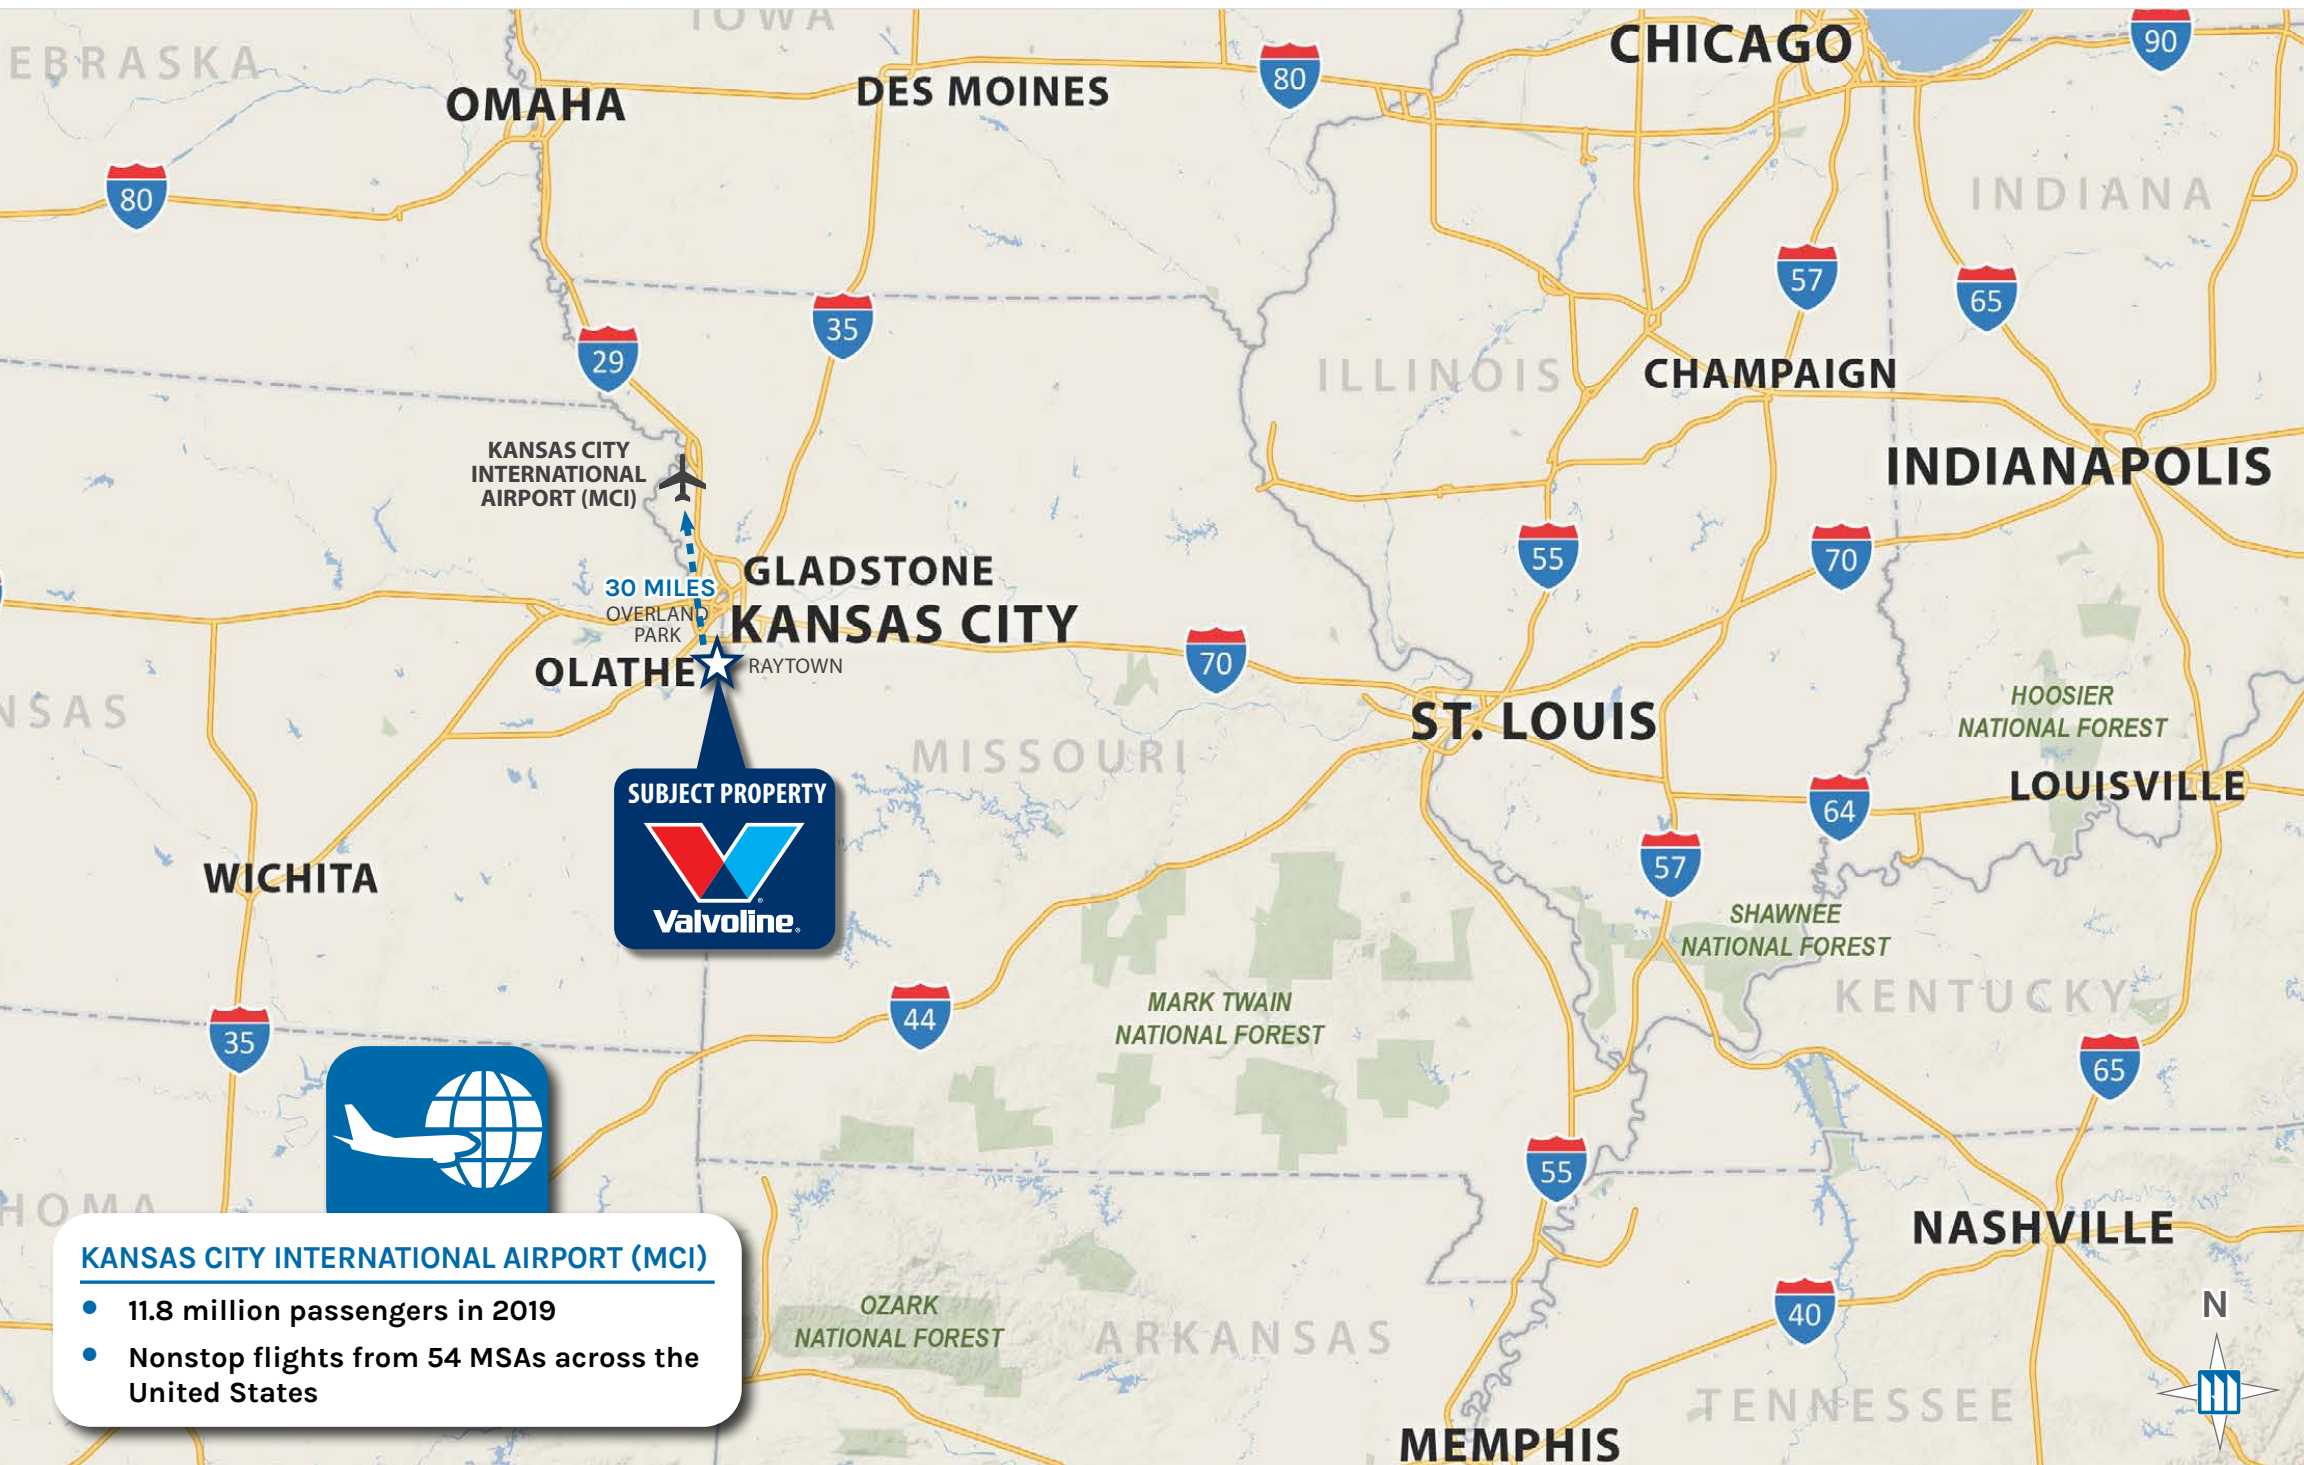 IOWA
CHICAGO
90
EBRASKA
80
DES MOINES
OMAHA
80
INDIANA
57
65
35
29
ILLINOIS
CHAMPAIGN
KANSAS CITY
INTERNATIONAL
AIRPORT (MCI)
INDIANAPOLIS
55
70
GLADSTONE
30 MILES
OVERLAND
PARK
KANSAS CITY
OLATHE
RAYTOWN
70
NSAS
ST. LOUIS
HOOSIER
NATIONAL FOREST
MISSOURI
SUBJECT PROPERTY
Valvoline®
64
LOUISVILLE
57
WICHITA
SHAWNEE
NATIONAL FOREST
KENTUCKY
44
MARK TWAIN
NATIONAL FOREST
35
65
55
HOMA
NASHVILLE
KANSAS CITY INTERNATIONAL AIRPORT (MCI)
• 11.8 million passengers in 2019
• Nonstop flights from 54 MSAs across the
United States
OZARK
NATIONAL FOREST
ARKANSAS
40
N
TENNESSEE
MEMPHIS